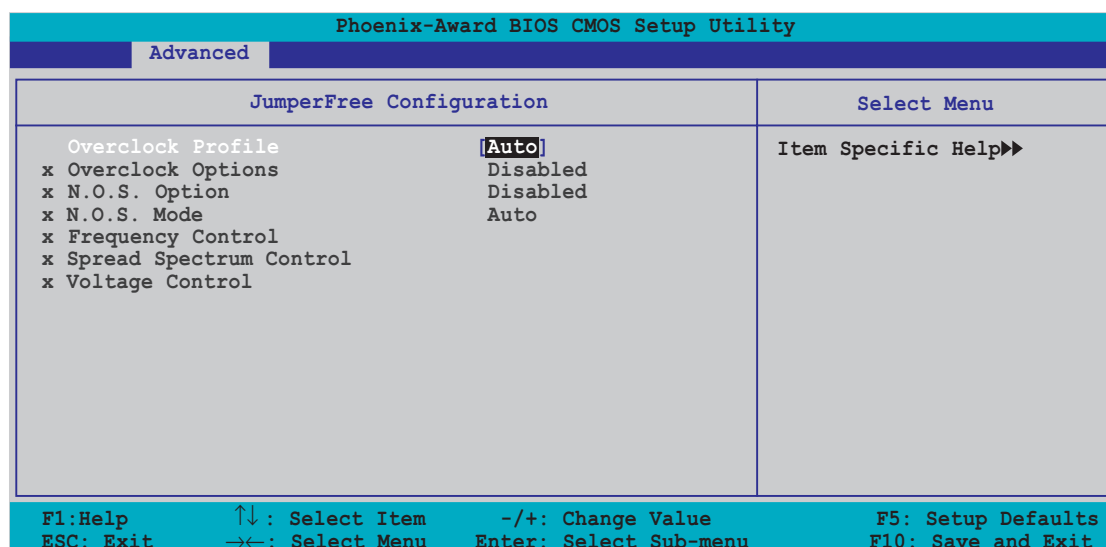 Phoenix-Award BIOS CMOS Setup Utility
Advanced
JumperFree Configuration
Select Menu
Overclock Profile [Auto]
x Overclock Options Disabled
x N.O.S. Option Disabled
x N.O.S. Mode Auto
x Frequency Control
x Spread Spectrum Control
x Voltage Control
Item Specific Help▶▶
F1:Help ↑↓ : Select Item -/+: Change Value F5: Setup Defaults
ESC: Exit →← : Select Menu Enter: Select Sub-menu F10: Save and Exit